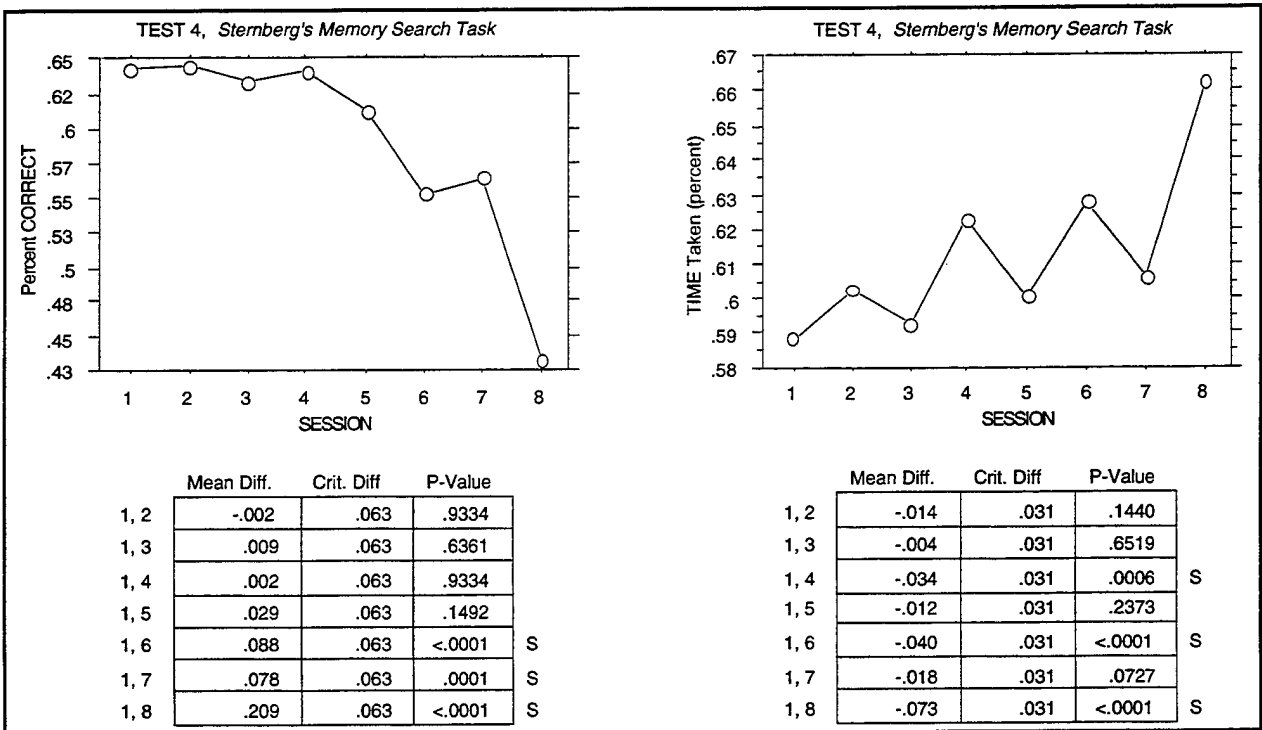 TEST 4, Sternberg's Memory Search Task
Percent CORRECT
.65
.62
.6
.57
.55
.53
.5
.48
.45
.43
1 2 3 4 5 6 7 8
SESSION
Mean Diff. Crit. Diff P-Value
1, 2 -.002 .063 .9334
1, 3 .009 .063 .6361
1, 4 .002 .063 .9334
1, 5 .029 .063 .1492
1, 6 .088 .063 <.0001 S
1, 7 .078 .063 .0001 S
1, 8 .209 .063 <.0001 S
TEST 4, Sternberg's Memory Search Task
TIME Taken (percent)
.67
.66
.65
.64
.63
.62
.61
.6
.59
.58
1 2 3 4 5 6 7 8
SESSION
Mean Diff. Crit. Diff P-Value
1, 2 -.014 .031 .1440
1, 3 -.004 .031 .6519
1, 4 -.034 .031 .0006 S
1, 5 -.012 .031 .2373
1, 6 -.040 .031 <.0001 S
1, 7 -.018 .031 .0727
1, 8 -.073 .031 <.0001 S